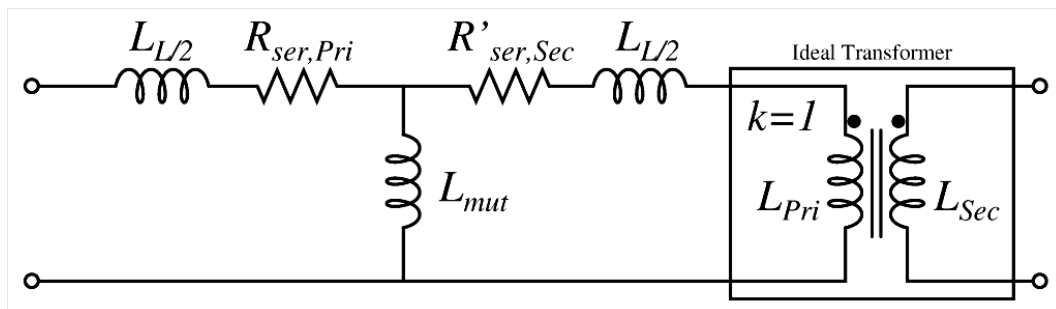 L_{L/2}
R_{ser,Pri}
R’_{ser,Sec}
L_{L/2}
Ideal Transformer
k=1
L_{mut}
L_{Pri}
L_{Sec}